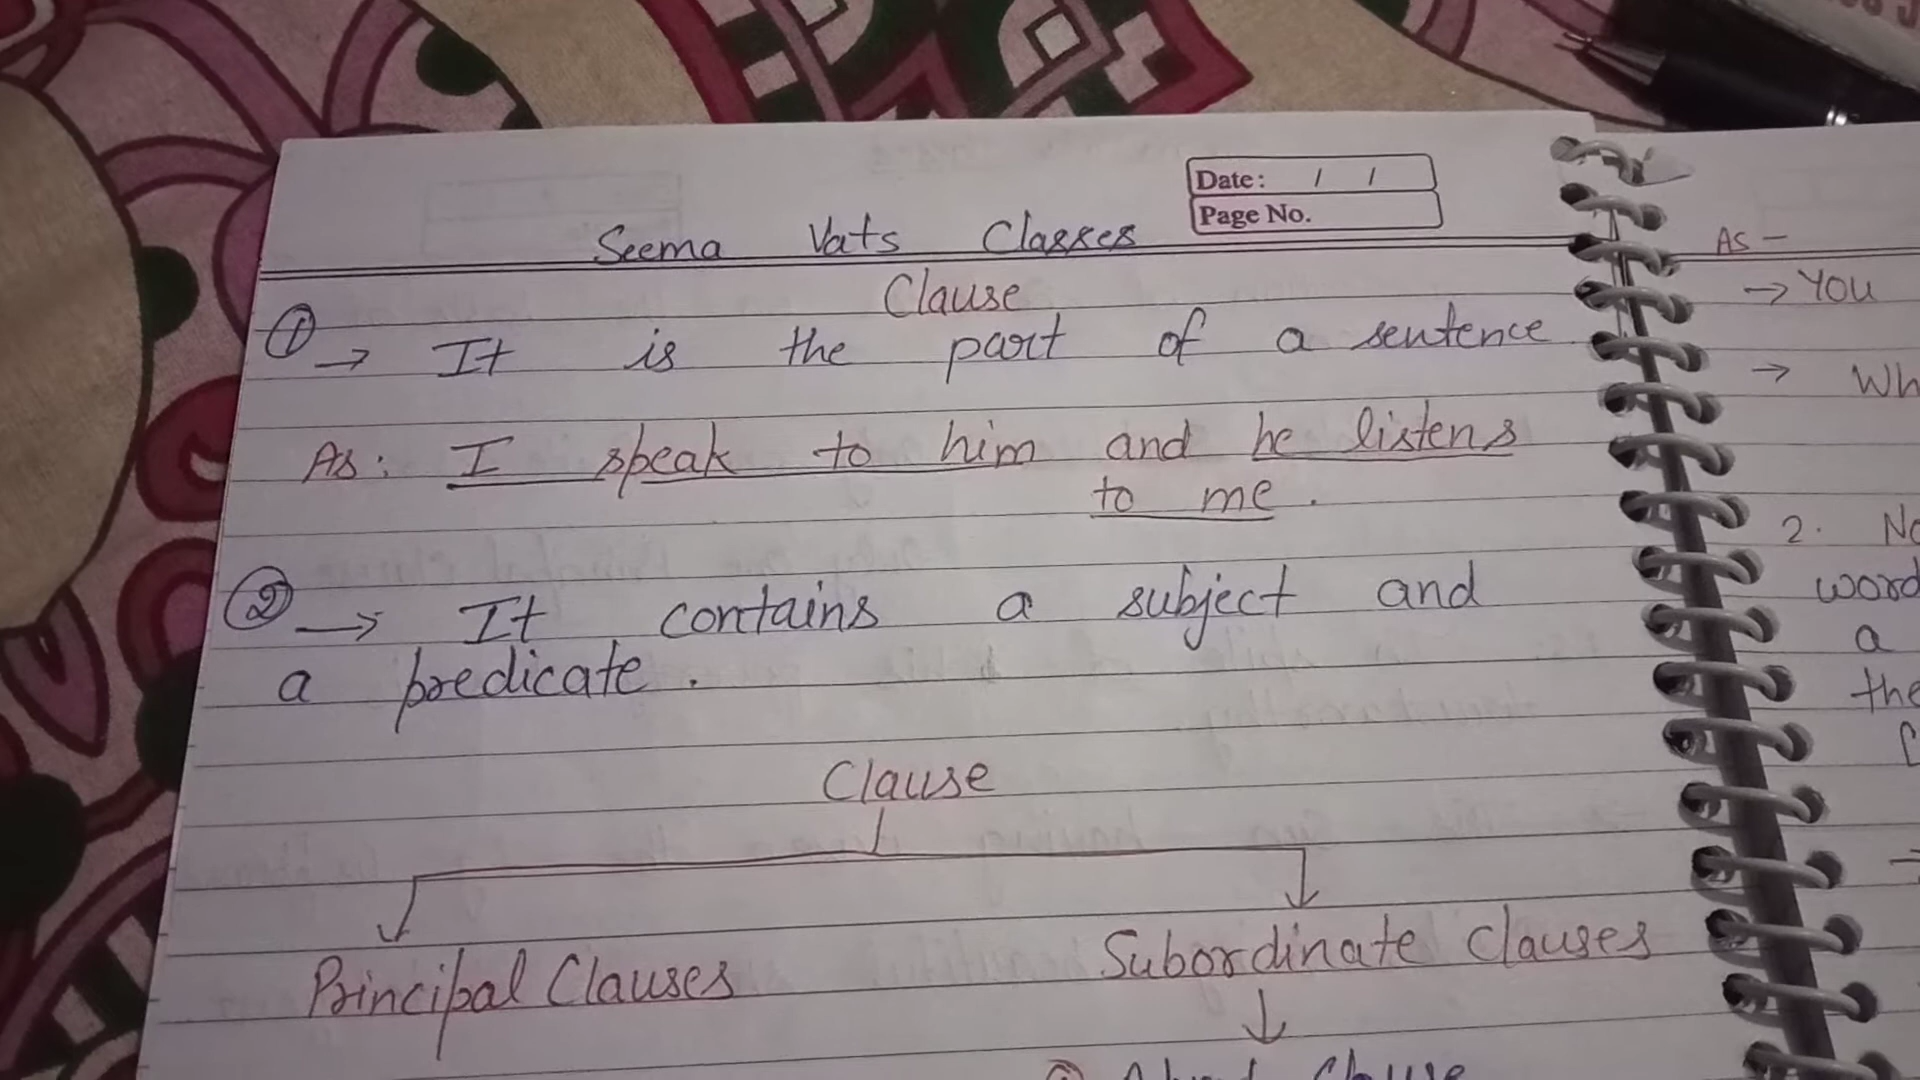 Date: / /
Page No.
Seema Vats Classes
Clause
① → It is the part of a sentence
As: I speak to him and he listens
to me.
② → It contains a subject and
a predicate.
Clause
Principal Clauses
Subordinate Clauses
Clause
As —
→ You
→
2.
word
a
the